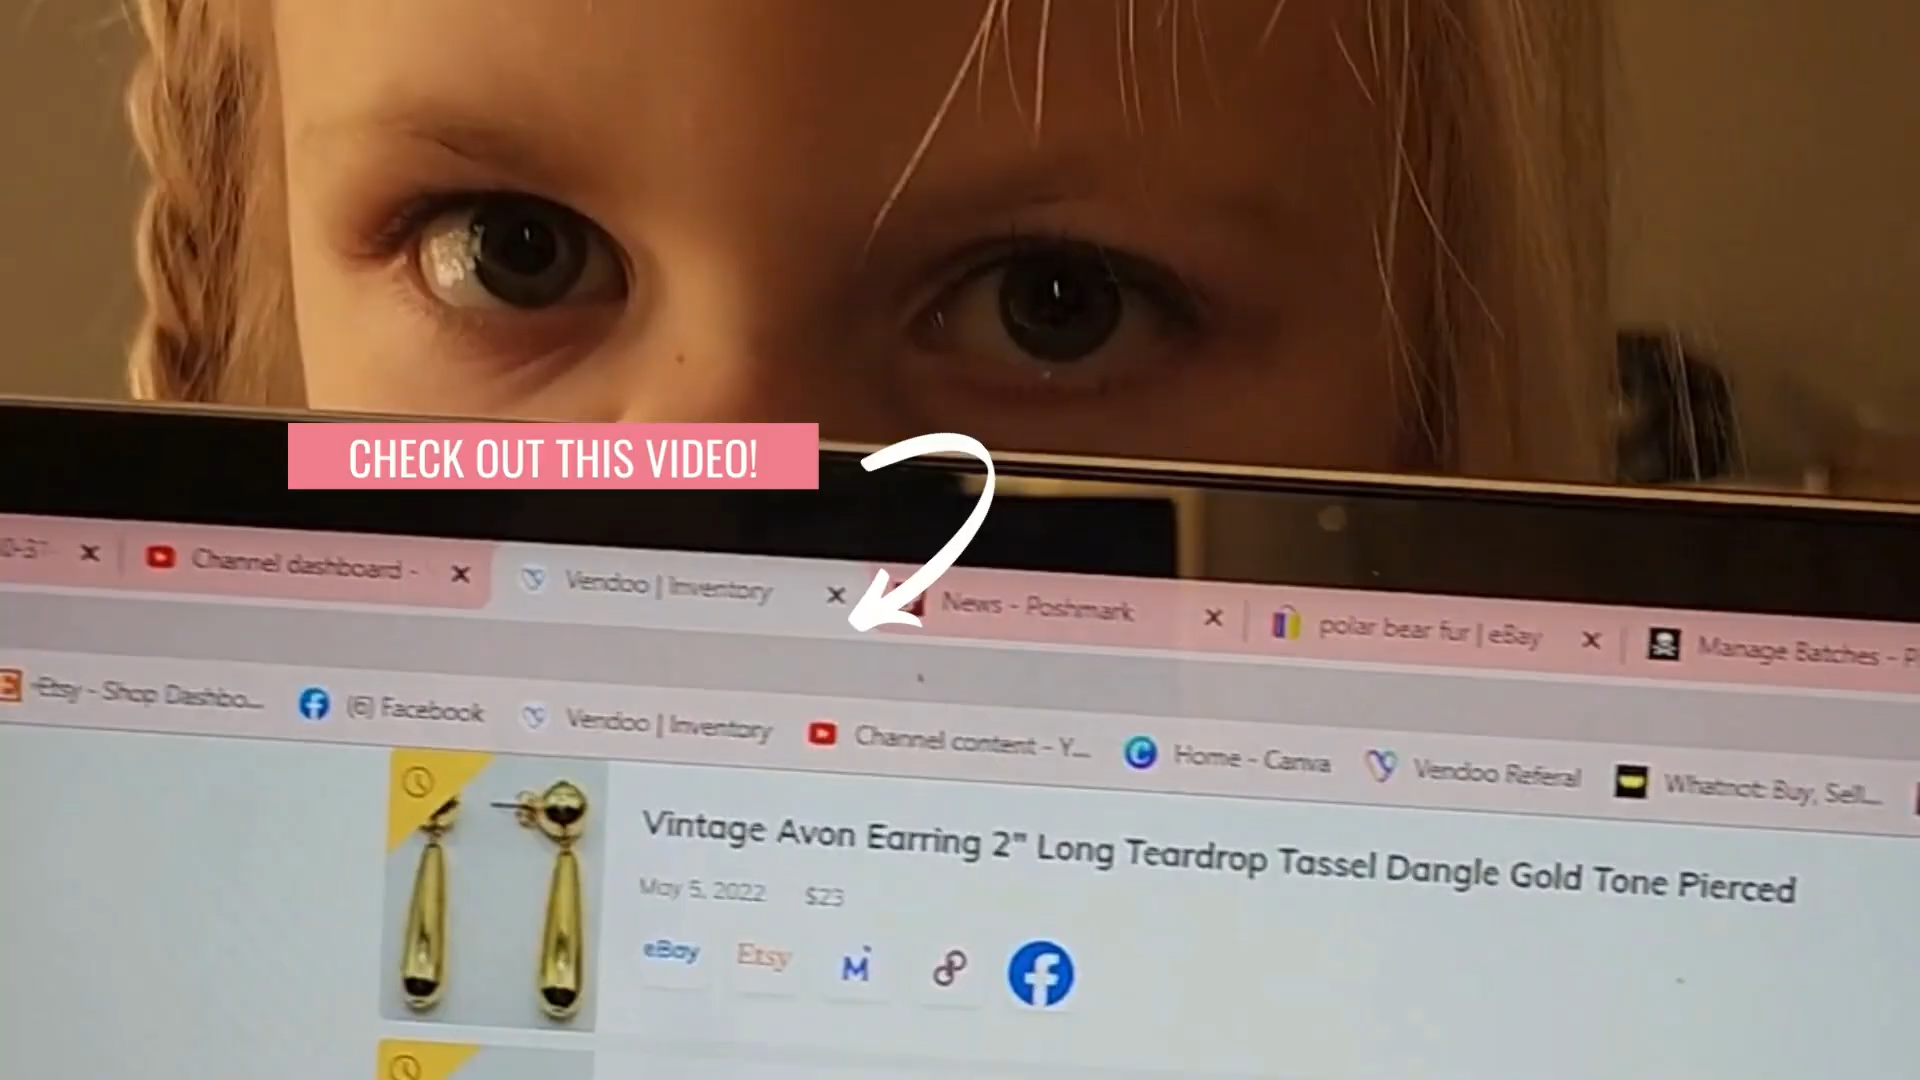 CHECK OUT THIS VIDEO!
Channel dashboard -
Vendoo | Inventory
News - Poshmark
polar bear fur | eBay
Manage Batches - P
Etsy - Shop Dashbo...
(6) Facebook
Vendoo | Inventory
Channel content - Y...
Home - Canva
Vendoo Referal
Whatnot: Buy, Sell...
Vintage Avon Earring 2" Long Teardrop Tassel Dangle Gold Tone Pierced
May 5, 2022 $23
eBay Etsy M